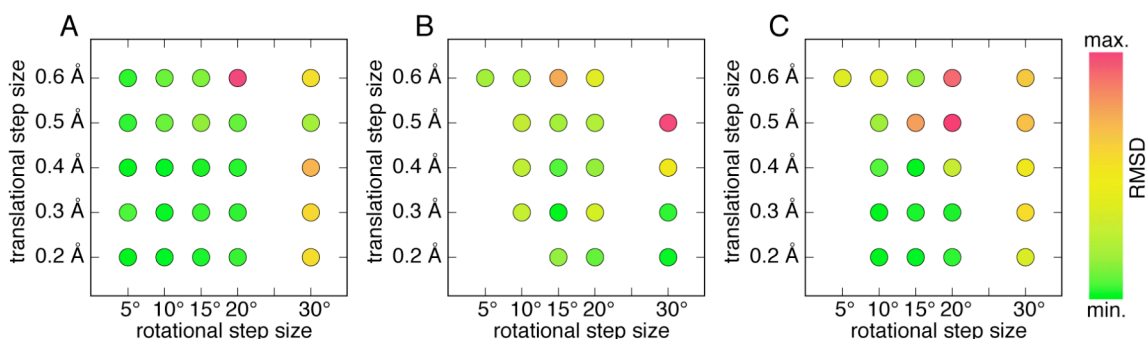 A
translational step size
0.6 Å
0.5 Å
0.4 Å
0.3 Å
0.2 Å
5° 10° 15° 20° 30°
rotational step size
B
translational step size
0.6 Å
0.5 Å
0.4 Å
0.3 Å
0.2 Å
5° 10° 15° 20° 30°
rotational step size
C
translational step size
0.6 Å
0.5 Å
0.4 Å
0.3 Å
0.2 Å
5° 10° 15° 20° 30°
rotational step size
max.
RMSD
min.